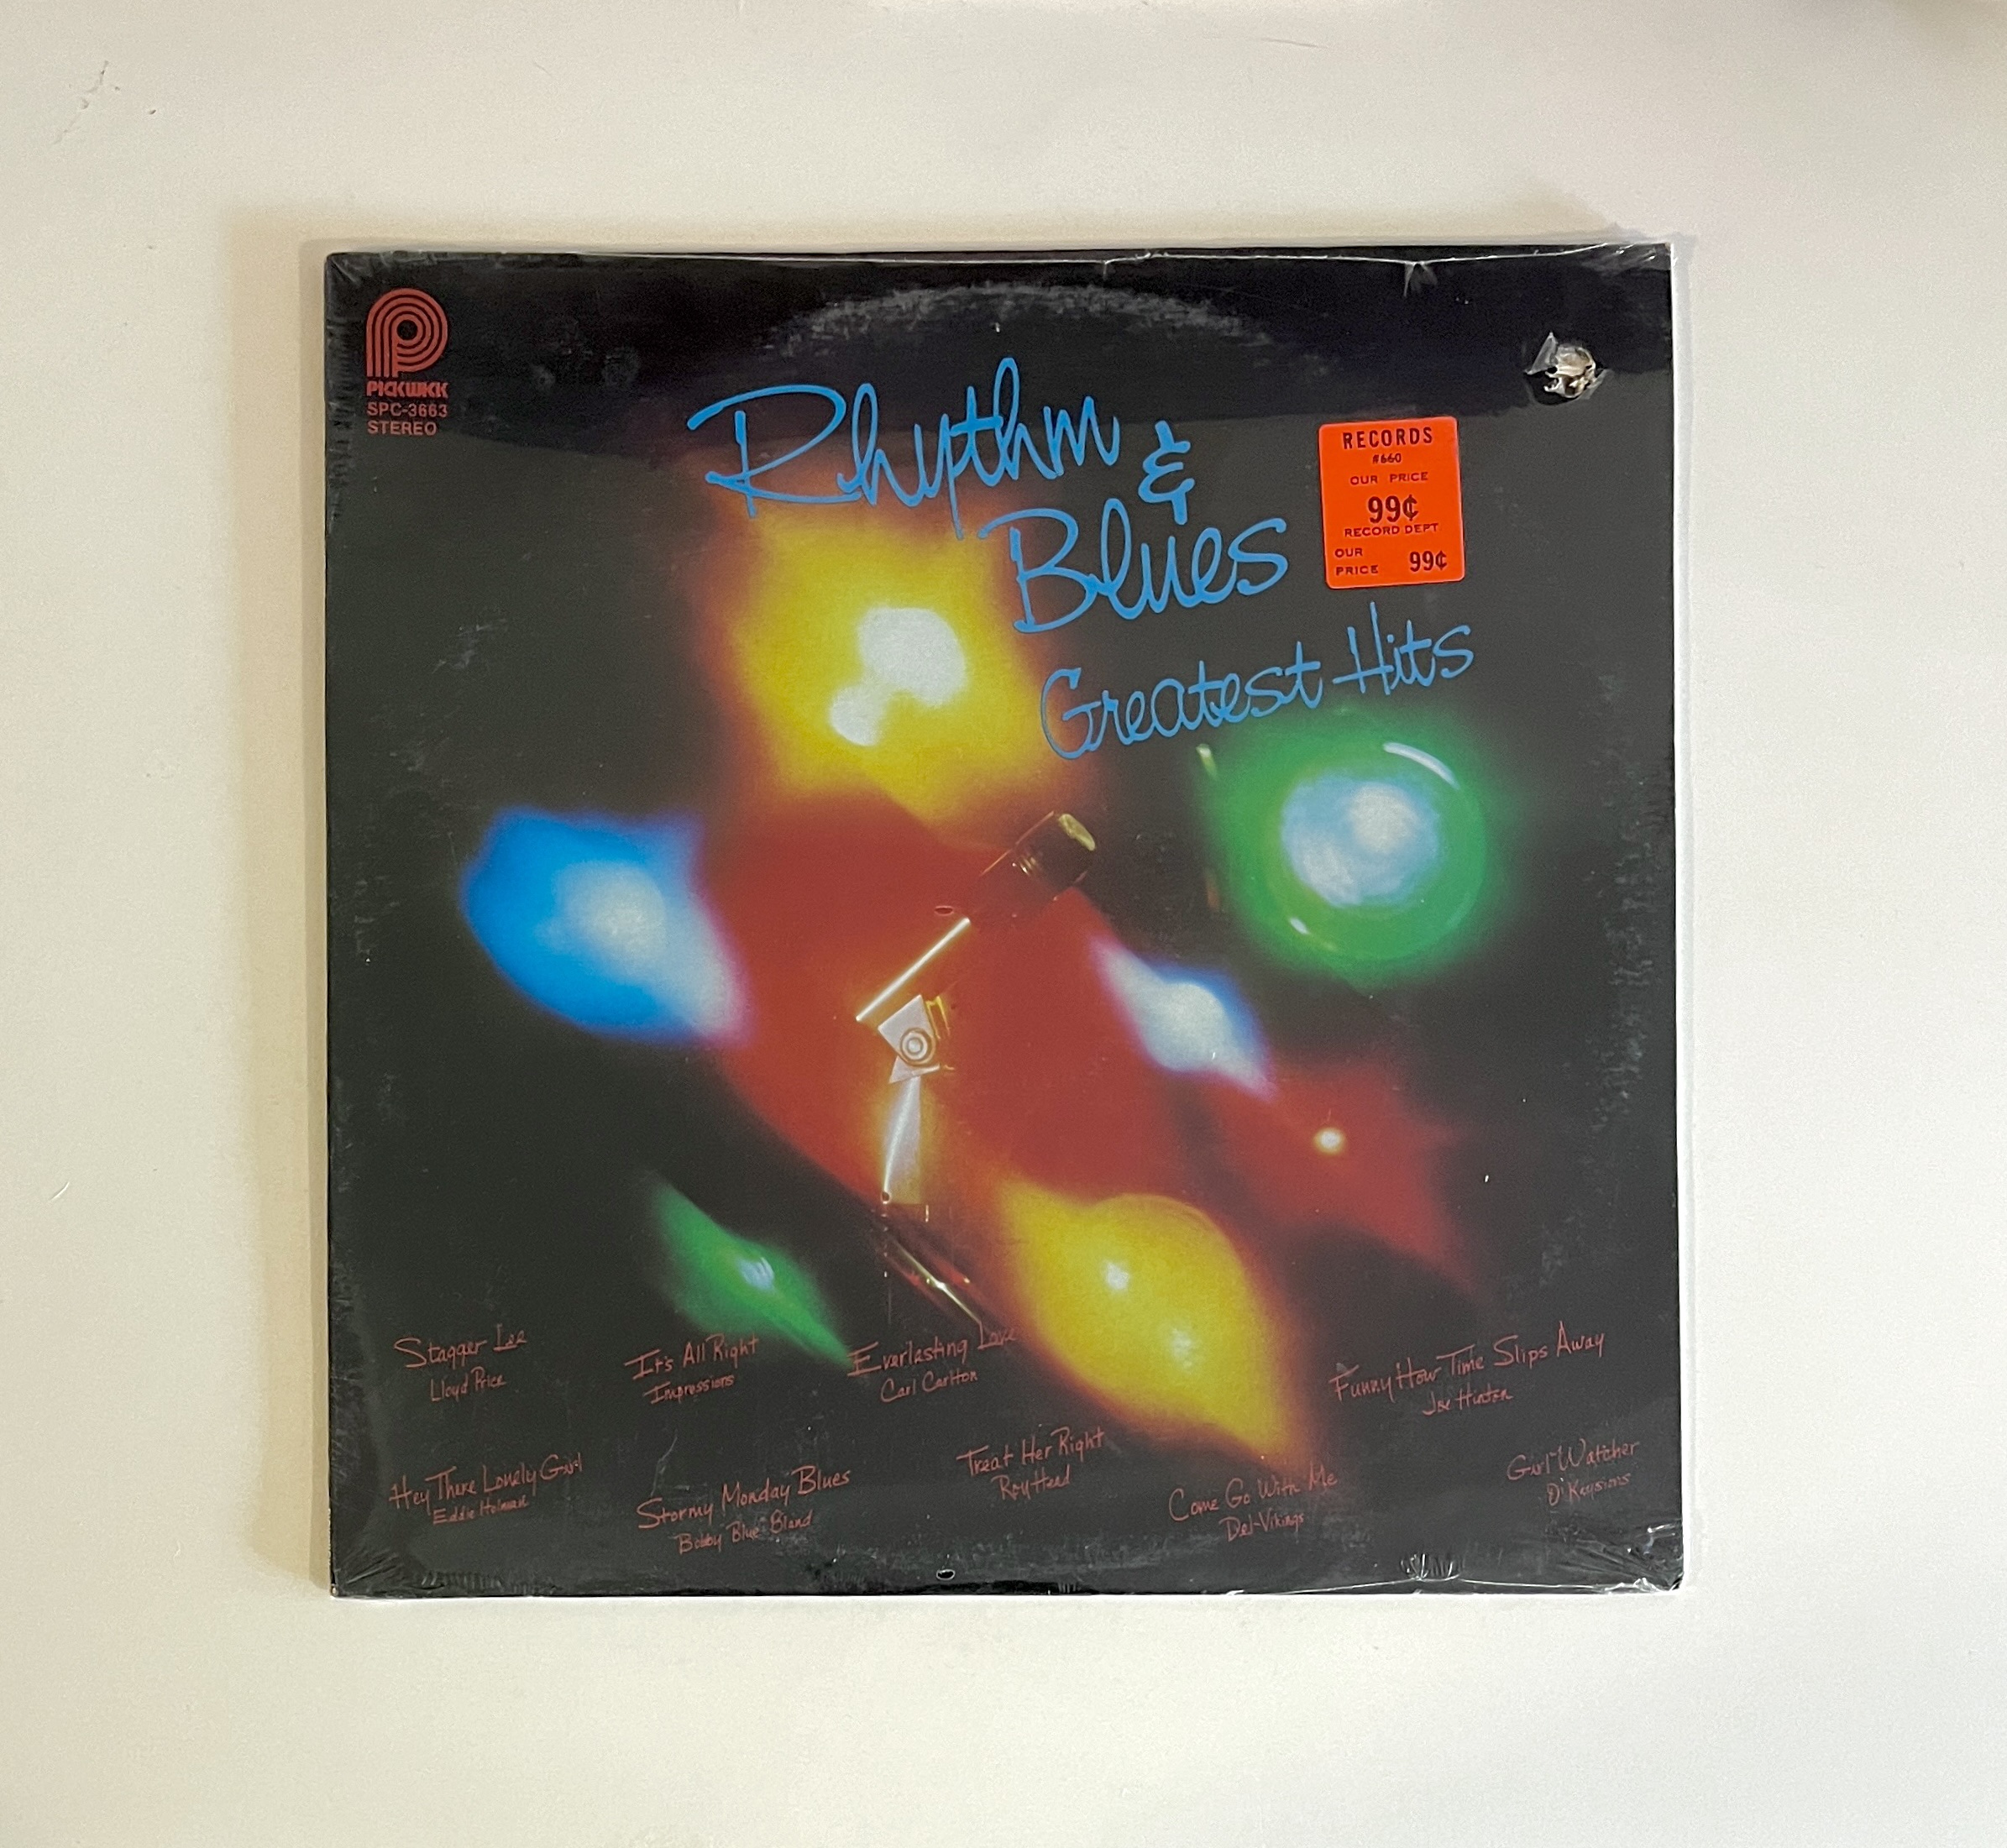 PICKWICK
SPC-3663
STEREO
Rhythm
&
Blues
Greatest Hits
RECORDS
#660
OUR PRICE
99¢
RECORD DEPT
OUR
PRICE 99¢
Stagger Lee
Lloyd Price
It's All Right
Impressions
Everlasting Love
Carl Carlton
Funny How Time Slips Away
Joe Hinton
Hey There Lonely Girl
Eddie Holman
Stormy Monday Blues
Bobby Blue Bland
Treat Her Right
Roy Head
Come Go With Me
Del-Vikings
Girl Watcher
O'Kaysions